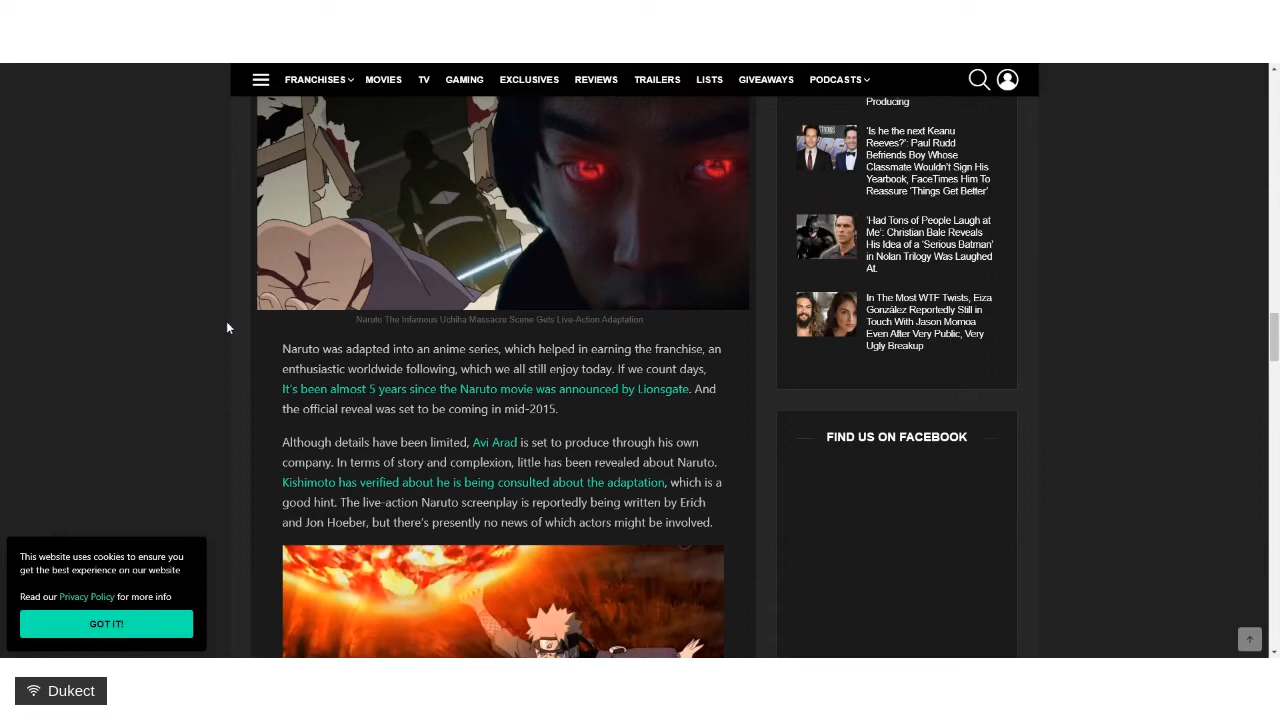 FRANCHISES MOVIES TV GAMING EXCLUSIVES REVIEWS TRAILERS LISTS GIVEAWAYS PODCASTS
Naruto The Infamous Uchiha Massacre Scene Gets Live-Action Adaptation
Naruto was adapted into an anime series, which helped in earning the franchise, an
enthusiastic worldwide following, which we all still enjoy today. If we count days,
It's been almost 5 years since the Naruto movie was announced by Lionsgate. And
the official reveal was set to be coming in mid-2015.
Although details have been limited, Avi Arad is set to produce through his own
company. In terms of story and complexion, little has been revealed about Naruto.
Kishimoto has verified about he is being consulted about the adaptation, which is a
good hint. The live-action Naruto screenplay is reportedly being written by Erich
and Jon Hoeber, but there's presently no news of which actors might be involved.
Producing
'Is he the next Keanu
Reeves?': Paul Rudd
Befriends Boy Whose
Classmate Wouldn't Sign His
Yearbook, FaceTimes Him To
Reassure 'Things Get Better'
'Had Tons of People Laugh at
Me': Christian Bale Reveals
His Idea of a 'Serious Batman'
in Nolan Trilogy Was Laughed
At.
In The Most WTF Twists, Eiza
González Reportedly Still in
Touch With Jason Momoa
Even After Very Public, Very
Ugly Breakup
FIND US ON FACEBOOK
This website uses cookies to ensure you
get the best experience on our website
Read our Privacy Policy for more info
GOT IT!
Dukect